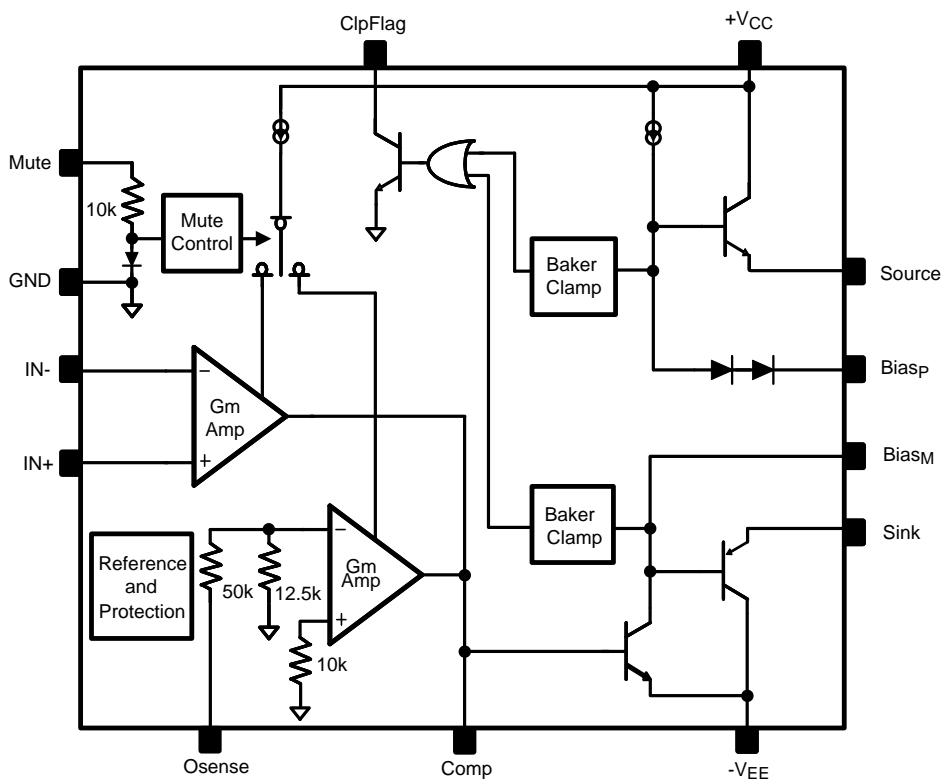 ClpFlag
+VCC
Mute
10k
Mute
Control
GND
Baker
Clamp
Source
IN-
−
Gm
Amp
BiasP
IN+
+
BiasM
Baker
Clamp
Sink
Reference
and
Protection
50k
12.5k
−
Gm
Amp
+
10k
Osense
Comp
-VEE